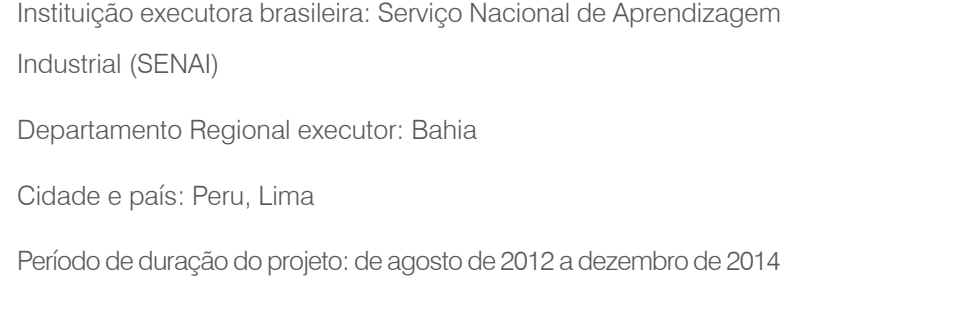 Instituição executora brasileira: Serviço Nacional de Aprendizagem
Industrial (SENAI)
Departamento Regional executor: Bahia
Cidade e país: Peru, Lima
Período de duração do projeto: de agosto de 2012 a dezembro de 2014